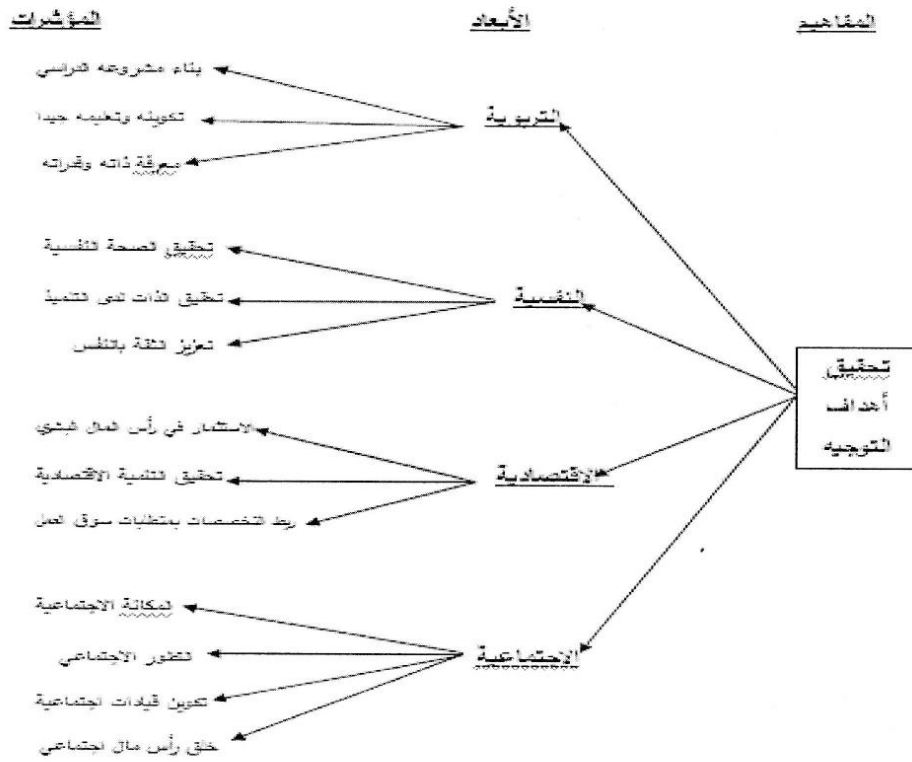 المفاهيم
الأبعاد
المؤشرات
تحقيق
أهداف
التوجيه
التربوية
بناء مشروعه الدراسي
تكوينه وتعليمه جيدا
معرفة ذاته وقدراته
النفسية
تحقيق الصحة النفسية
تحقيق الذات لدى التلميذ
تعزيز الثقة بالنفس
الاقتصادية
الاستثمار في رأس المال البشري
تحقيق التنمية الاقتصادية
ربط التخصصات بمتطلبات سوق العمل
الاجتماعية
المكانة الاجتماعية
التطور الاجتماعي
تكوين قيادات اجتماعية
خلق رأس مال اجتماعي